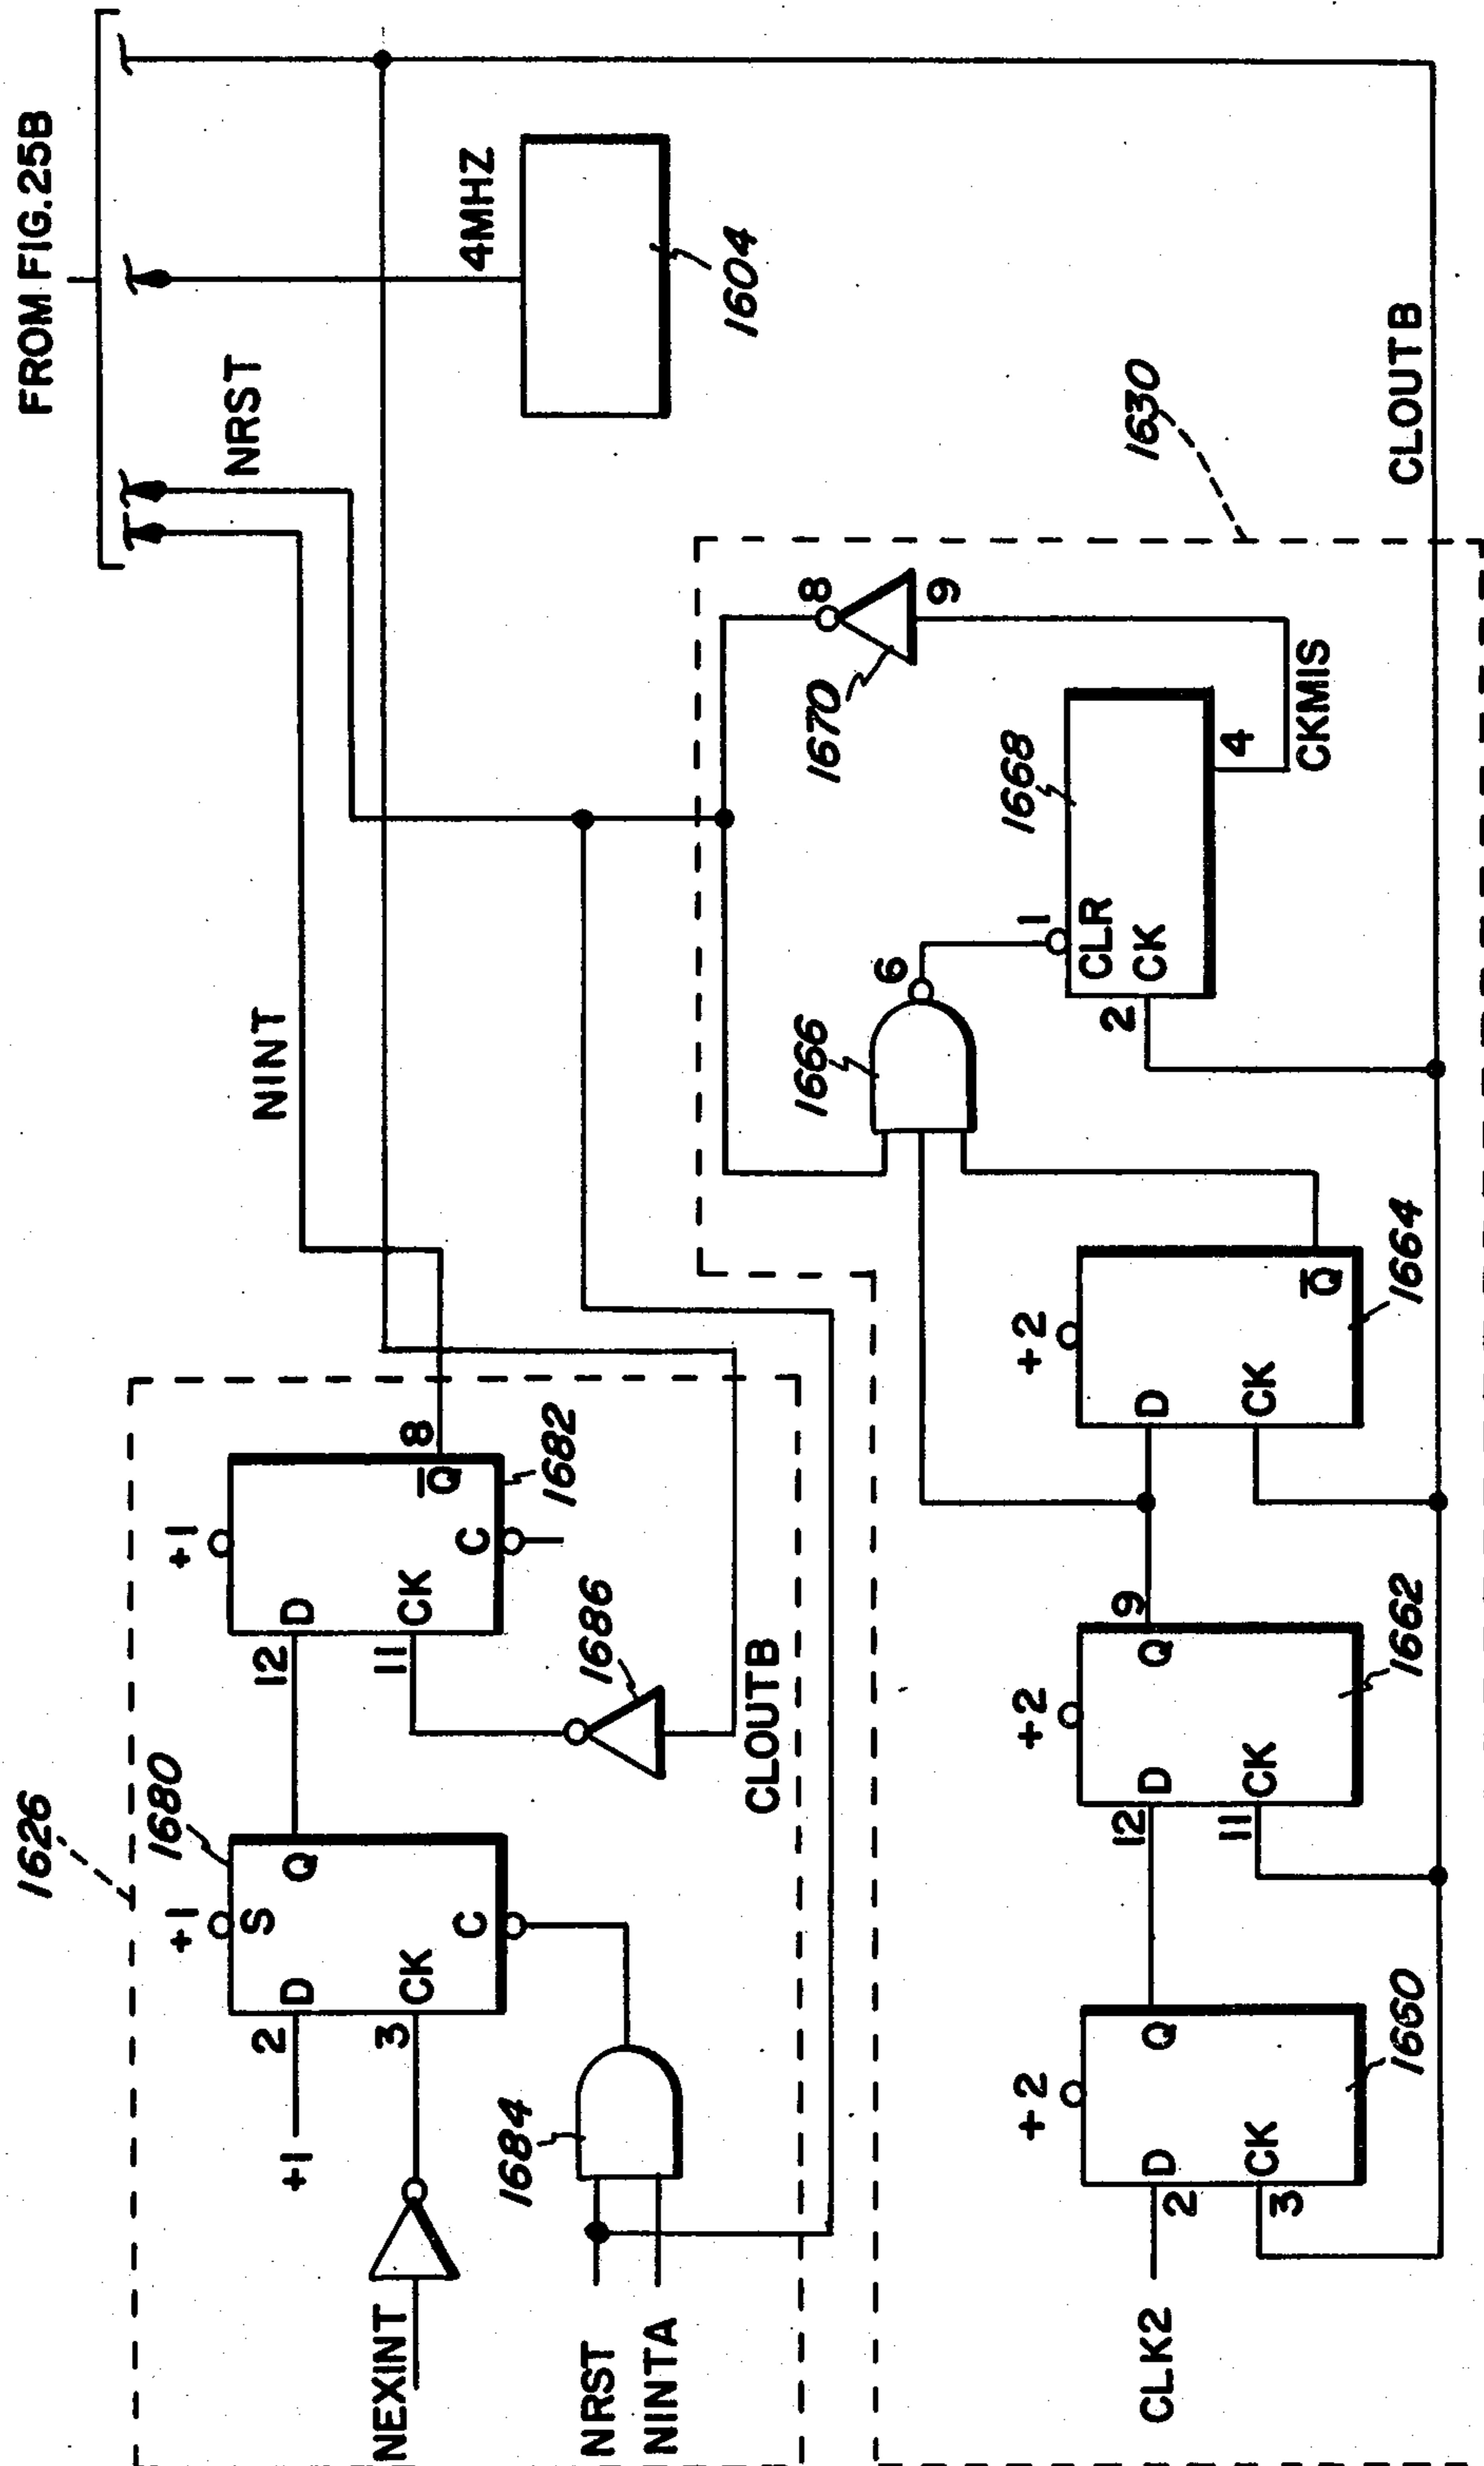 FROM FIG.25B
NRST
4MHZ
1604
NINT
1626
1680
+1
S
Q
2
D
+1
3
CK
C
+1
12
D
11
CK
Q̅
8
C
1682
1686
CLOUTB
NEXINT
1684
NRST
NINTA
1630
8
9
1670
1668
1
CLR
CK
2
4
CKMIS
6
1666
CLOUTB
CLK2
+2
2
D
Q
3
CK
1660
+2
12
D
Q
9
11
CK
1662
+2
D
CK
Q̅
1664